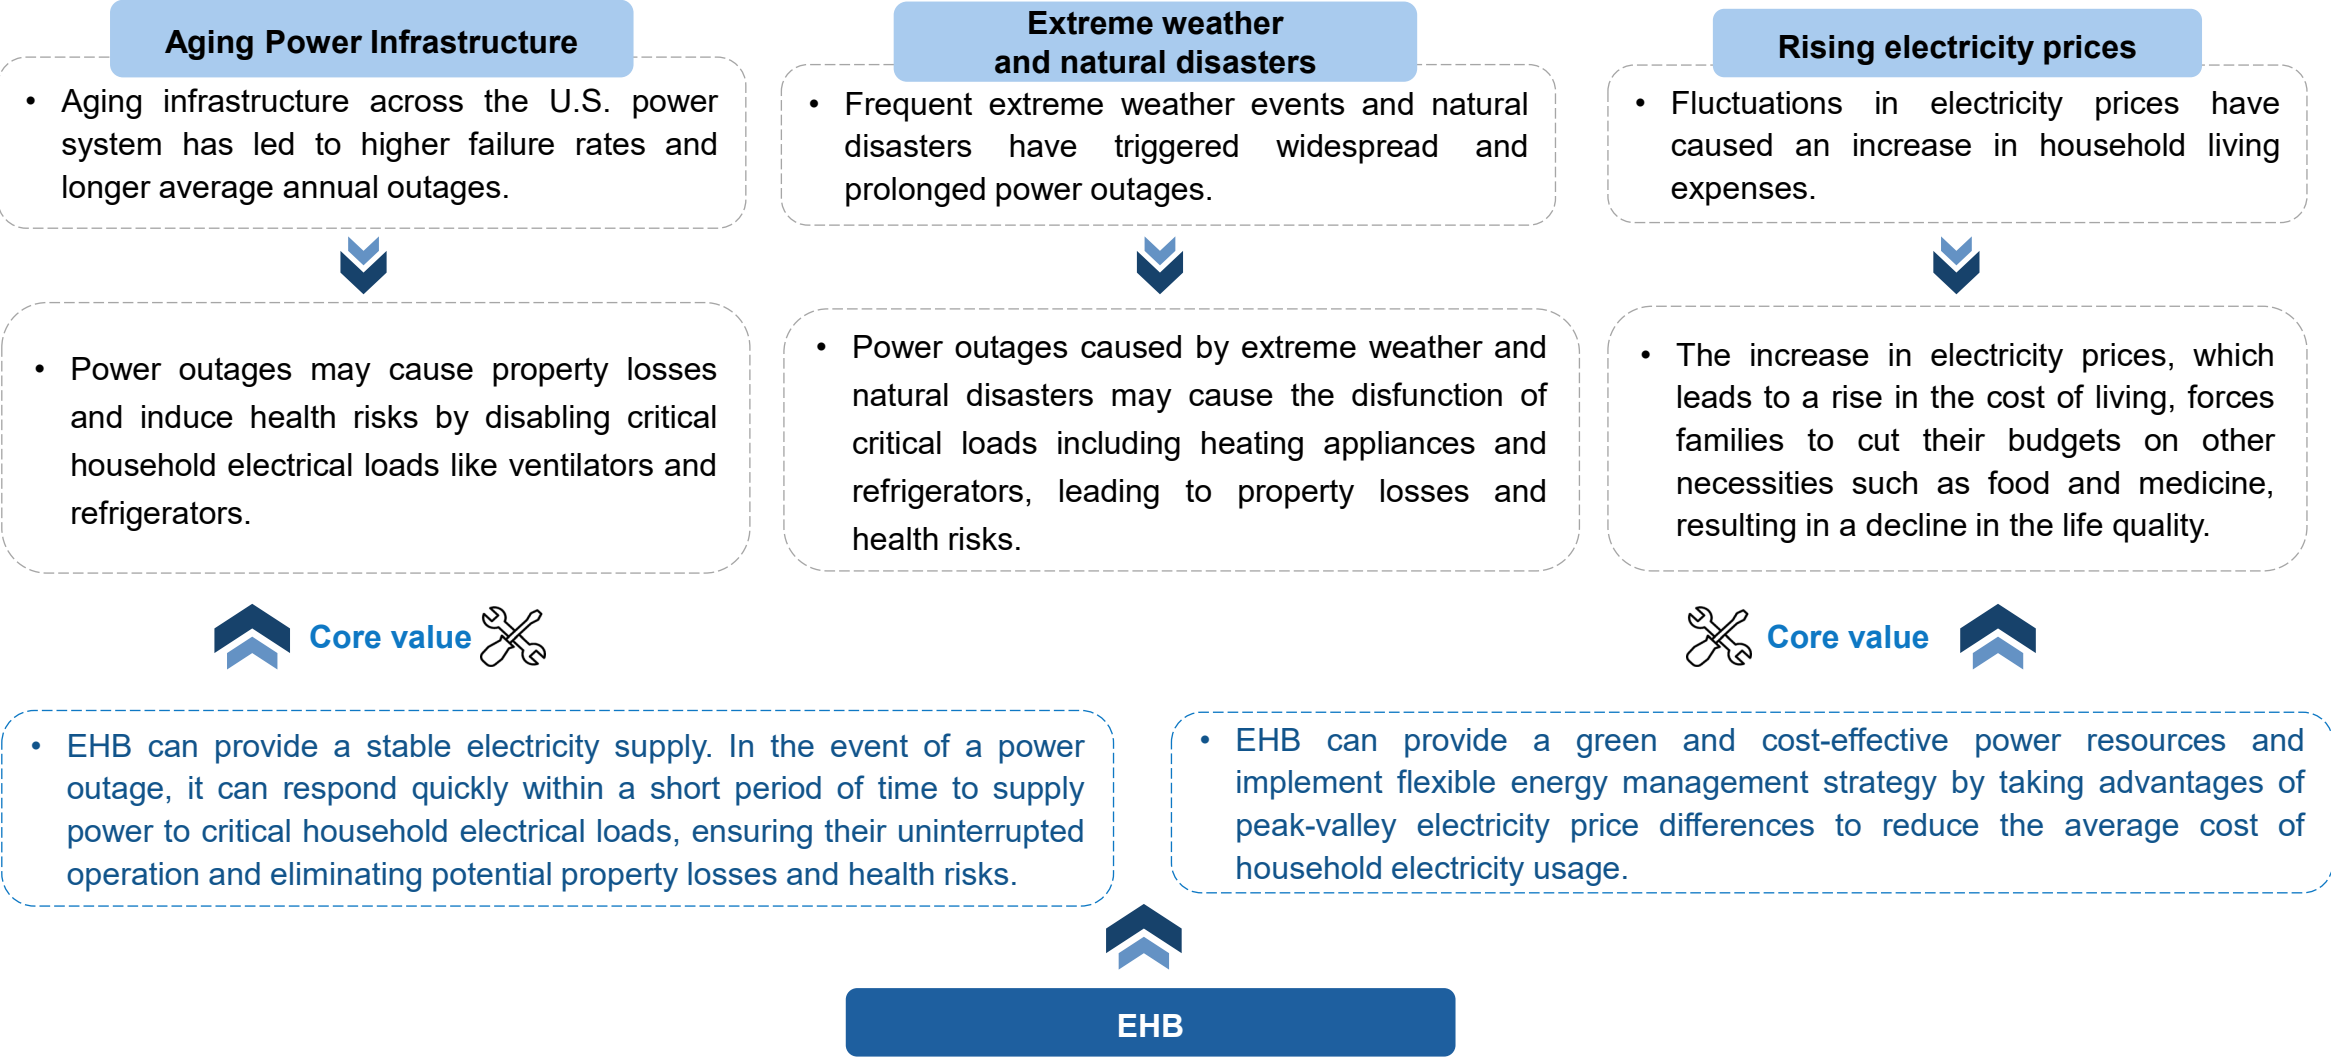 Aging Power Infrastructure
Aging infrastructure across the U.S. power
system has led to higher failure rates and
longer average annual outages.
Extreme weather
and natural disasters
Frequent extreme weather events and natural
disasters have triggered widespread and
prolonged power outages.
Rising electricity prices
Fluctuations in electricity prices have
caused an increase in household living
expenses.
Power outages may cause property losses
and induce health risks by disabling critical
household electrical loads like ventilators and
refrigerators.
Power outages caused by extreme weather and
natural disasters may cause the disfunction of
critical loads including heating appliances and
refrigerators, leading to property losses and
health risks.
The increase in electricity prices, which
leads to a rise in the cost of living, forces
families to cut their budgets on other
necessities such as food and medicine,
resulting in a decline in the life quality.
Core value
Core value
EHB can provide a stable electricity supply. In the event of a power
outage, it can respond quickly within a short period of time to supply
power to critical household electrical loads, ensuring their uninterrupted
operation and eliminating potential property losses and health risks.
EHB can provide a green and cost-effective power resources and
implement flexible energy management strategy by taking advantages of
peak-valley electricity price differences to reduce the average cost of
household electricity usage.
EHB